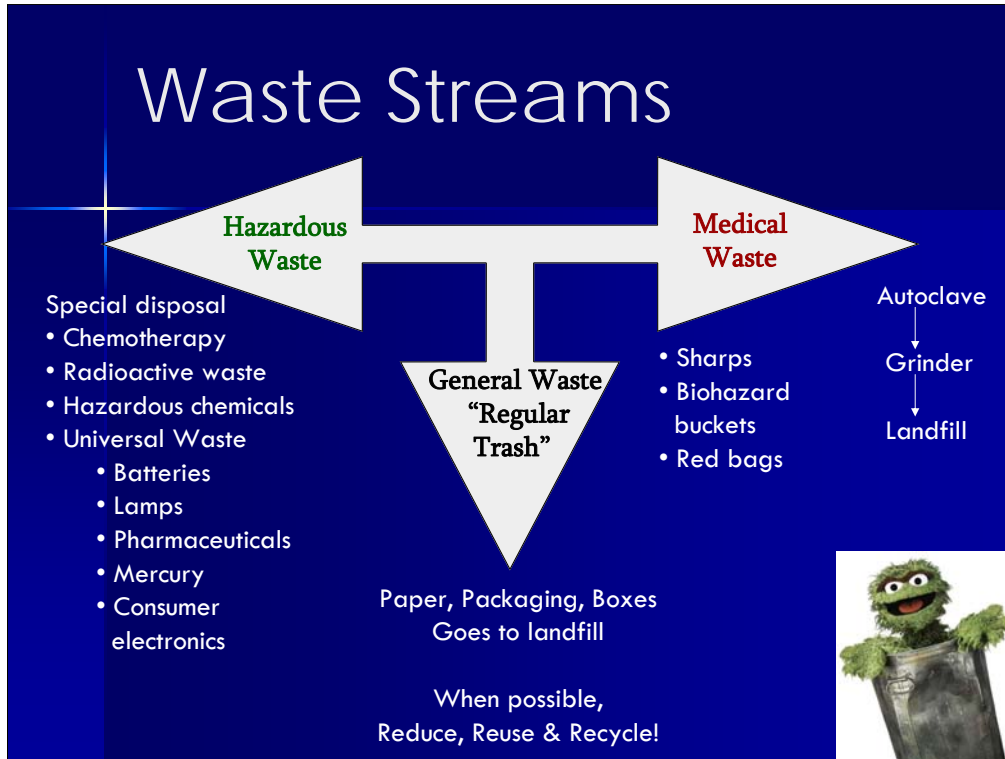 Waste Streams
Hazardous
Waste
Medical
Waste
General Waste
“Regular
Trash”
Special disposal
• Chemotherapy
• Radioactive waste
• Hazardous chemicals
• Universal Waste
• Batteries
• Lamps
• Pharmaceuticals
• Mercury
• Consumer
electronics
Paper, Packaging, Boxes
Goes to landfill
When possible,
Reduce, Reuse & Recycle!
• Sharps
• Biohazard
buckets
• Red bags
Autoclave
Grinder
Landfill